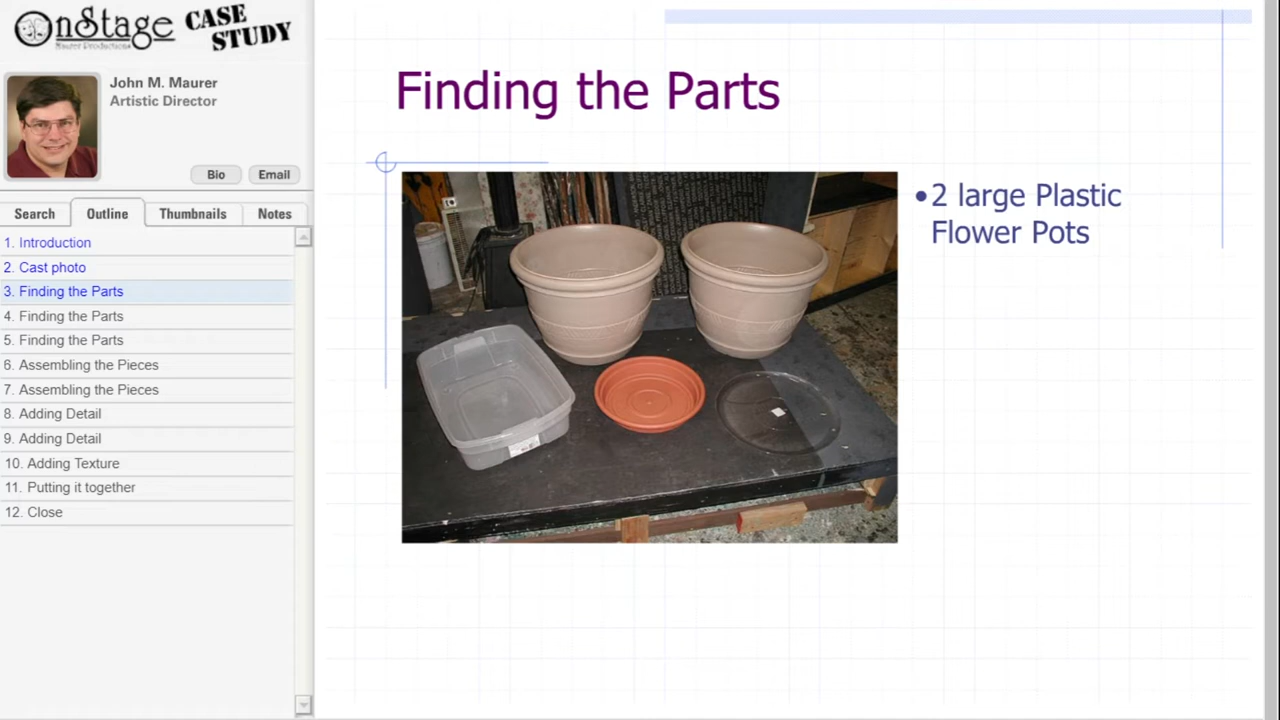 OnStage
Maurer Productions
CASE
STUDY
John M. Maurer
Artistic Director
Bio
Email
Search
Outline
Thumbnails
Notes
1. Introduction
2. Cast photo
3. Finding the Parts
4. Finding the Parts
5. Finding the Parts
6. Assembling the Pieces
7. Assembling the Pieces
8. Adding Detail
9. Adding Detail
10. Adding Texture
11. Putting it together
12. Close
Finding the Parts
•2 large Plastic
Flower Pots